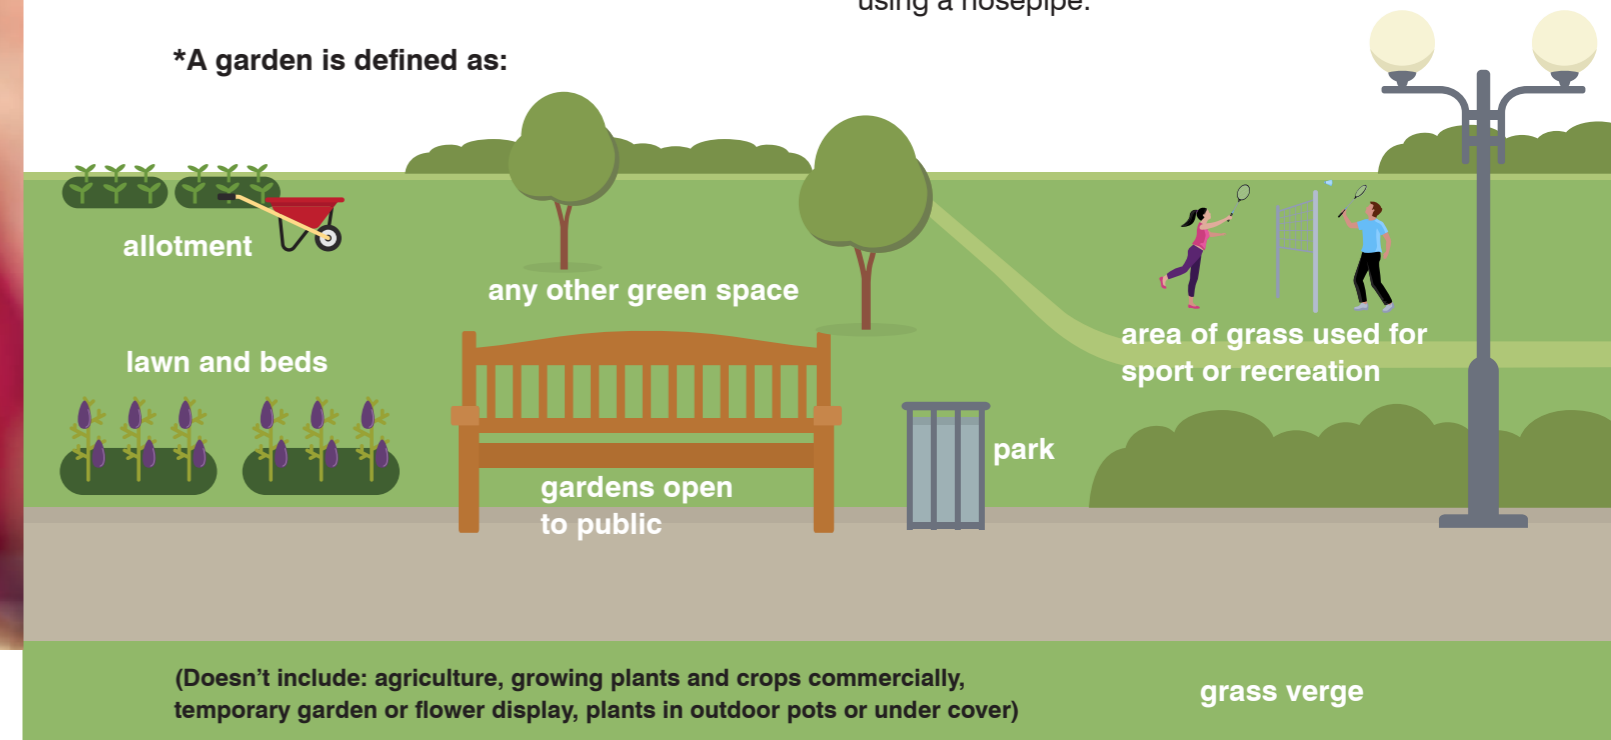 using a hosepipe.
*A garden is defined as:
allotment
any other green space
area of grass used for
sport or recreation
lawn and beds
park
gardens open
to public
(Doesn’t include: agriculture, growing plants and crops commercially,
temporary garden or flower display, plants in outdoor pots or under cover)
grass verge